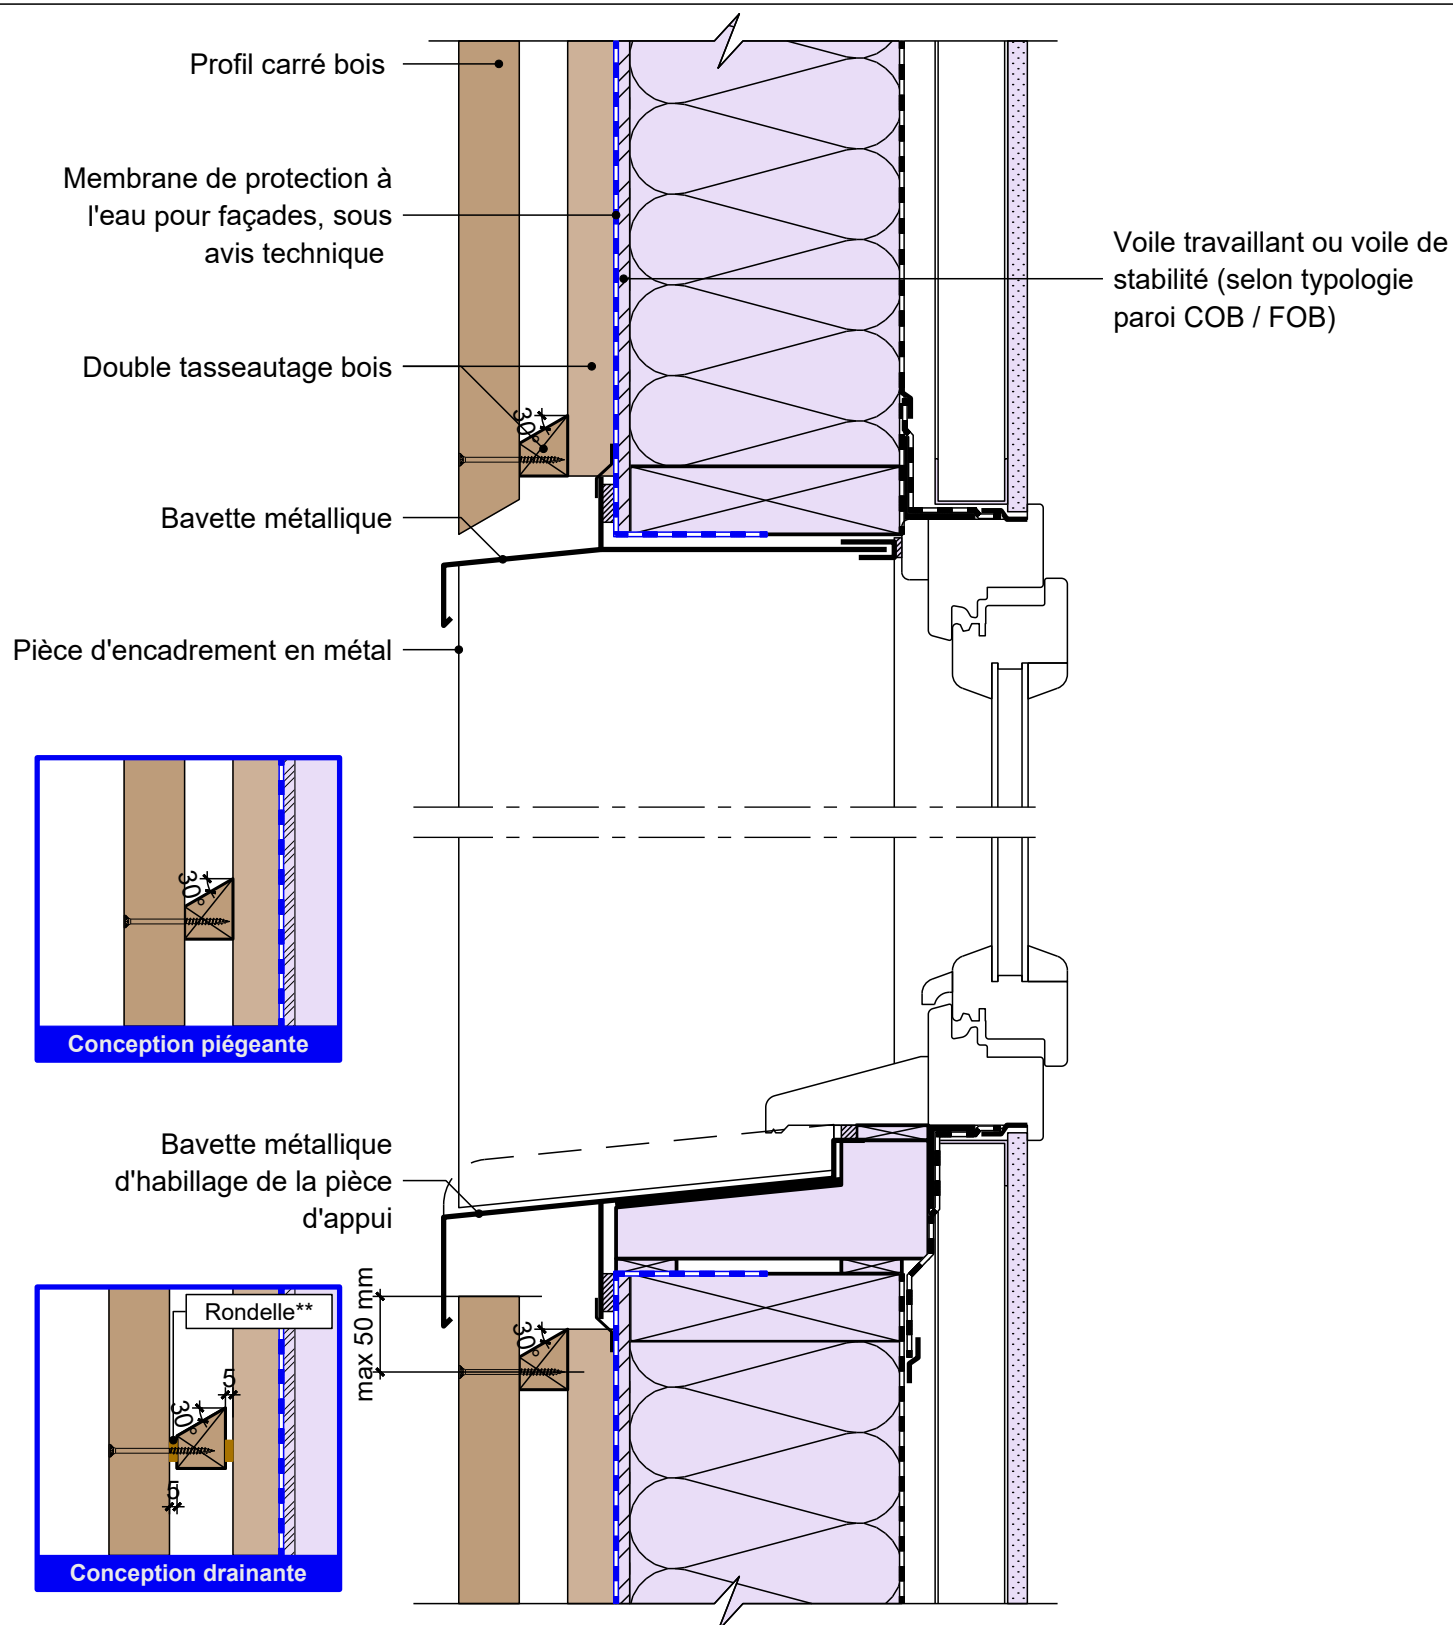 Profil carré bois
Membrane de protection à
l'eau pour façades, sous
avis technique
Voile travaillant ou voile de
stabilité (selon typologie
paroi COB / FOB)
Double tasseautage bois
30°
Bavette métallique
Pièce d'encadrement en métal
30°
Conception piégeante
Bavette métallique
d'habillage de la pièce
d'appui
max 50 mm
30°
Rondelle**
5
30°
5
Conception drainante